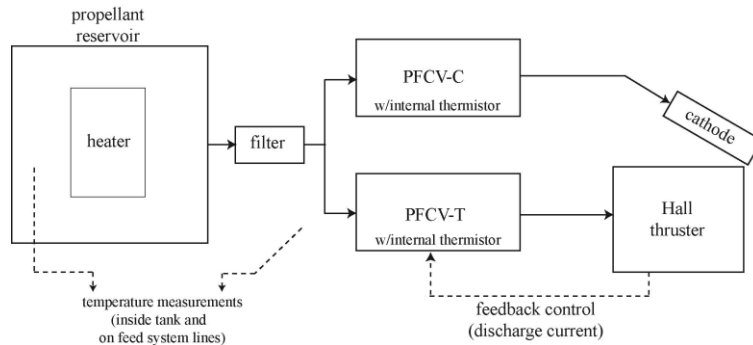 propellant
reservoir
heater
filter
PFCV-C
w/internal thermistor
cathode
PFCV-T
w/internal thermistor
Hall
thruster
temperature measurements
(inside tank and
on feed system lines)
feedback control
(discharge current)